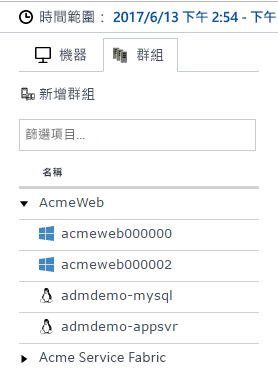 時間範圍： 2017/6/13 下午 2:54 - 下午
機器 群組
新增群組
篩選項目...
名稱
AcmeWeb
acmeweb000000
acmeweb000002
admdemo-mysql
admdemo-appsvr
Acme Service Fabric